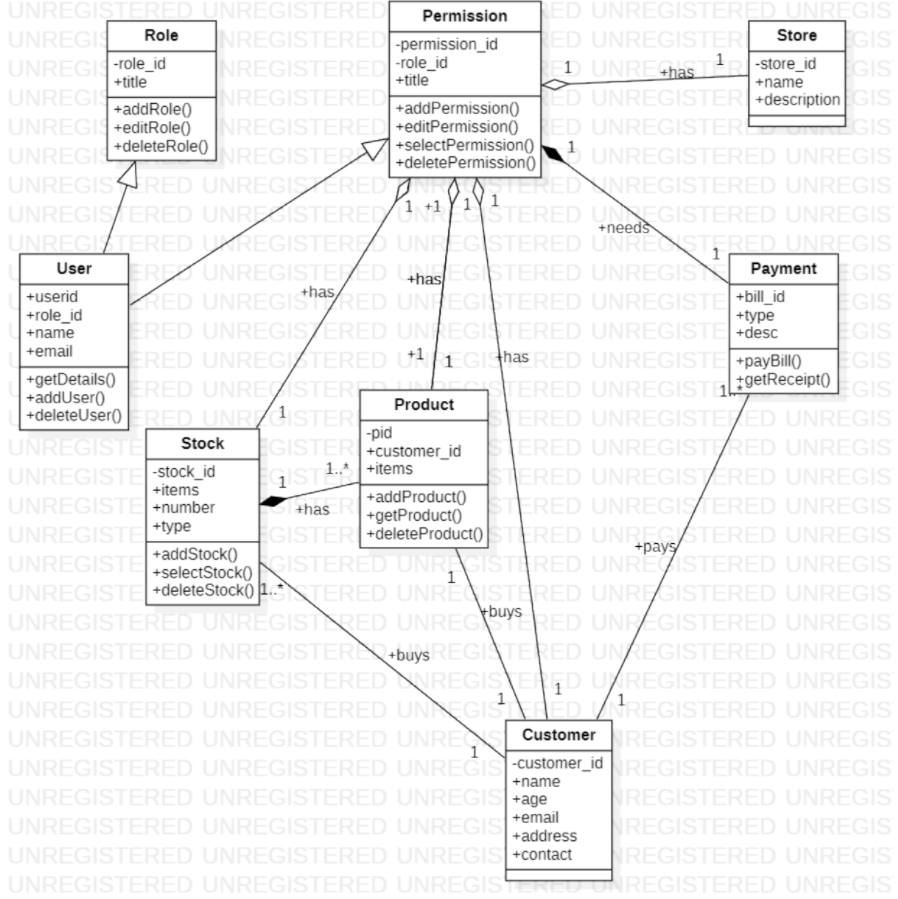 Role
-role_id
+title
+addRole()
+editRole()
+deleteRole()
Permission
-permission_id
-role_id
+title
+addPermission()
+editPermission()
+selectPermission()
+deletePermission()
Store
-store_id
+name
+description
1
+has
1
1
+needs
1
1
+1
1
1
+has
+has
+has
+1
1
1
User
+userid
+role_id
+name
+email
+getDetails()
+addUser()
+deleteUser()
Payment
+bill_id
+type
+desc
+payBill()
+getReceipt()
1..*
Product
-pid
+customer_id
+items
+addProduct()
+getProduct()
+deleteProduct()
Stock
-stock_id
+items
+number
+type
+addStock()
+selectStock()
+deleteStock()
1
1..*
+has
1..*
+buys
1
1
+buys
1
1
+pays
1
Customer
-customer_id
+name
+age
+email
+address
+contact
UNREGISTERED